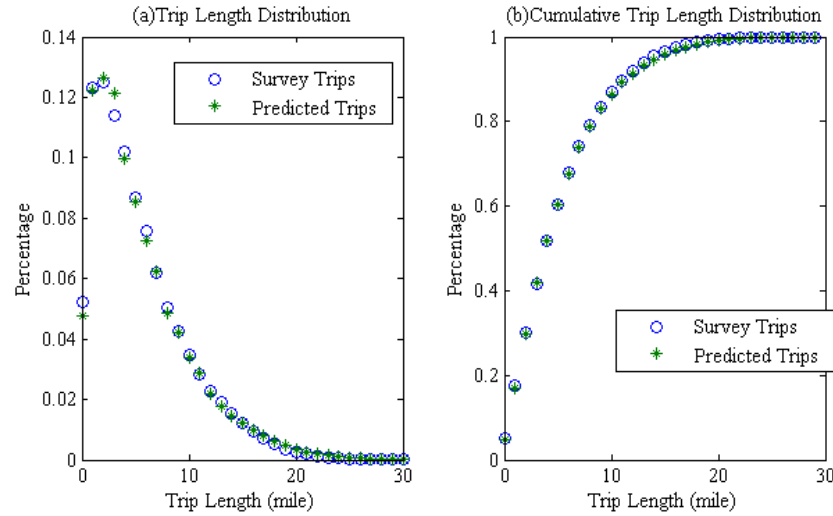 (a)Trip Length Distribution
0.14
0.12
0.1
0.08
0.06
0.04
0.02
0
Percentage
Survey Trips
Predicted Trips
0 10 20 30
Trip Length (mile)
(b)Cumulative Trip Length Distribution
1
0.8
0.6
0.4
0.2
0
Percentage
Survey Trips
Predicted Trips
0 10 20 30
Trip Length (mile)